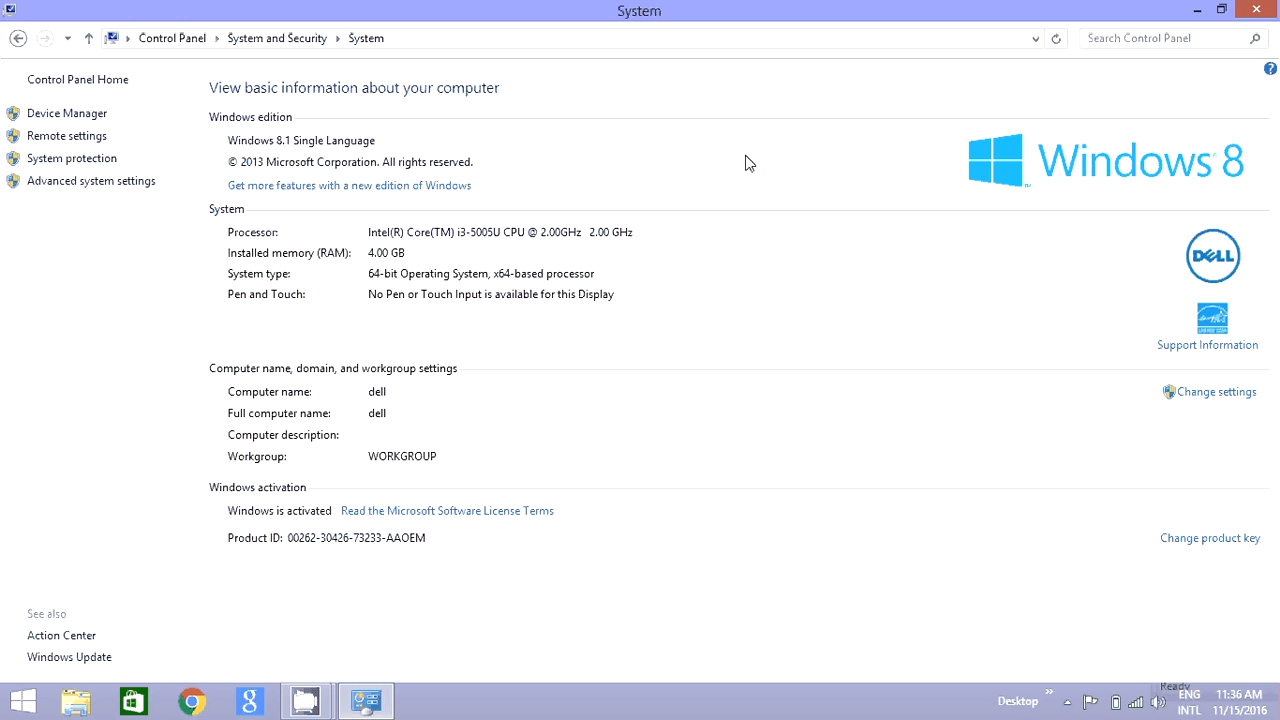 System
Control Panel System and Security System
Search Control Panel
Control Panel Home
Device Manager
Remote settings
System protection
Advanced system settings
View basic information about your computer
Windows edition
Windows 8.1 Single Language
© 2013 Microsoft Corporation. All rights reserved.
Get more features with a new edition of Windows
Windows 8
System
Processor: Intel(R) Core(TM) i3-5005U CPU @ 2.00GHz 2.00 GHz
Installed memory (RAM): 4.00 GB
System type: 64-bit Operating System, x64-based processor
Pen and Touch: No Pen or Touch Input is available for this Display
DELL
Support Information
Computer name, domain, and workgroup settings
Computer name: dell
Change settings
Full computer name: dell
Computer description:
Workgroup: WORKGROUP
Windows activation
Windows is activated Read the Microsoft Software License Terms
Product ID: 00262-30426-73233-AAOEM
Change product key
See also
Action Center
Windows Update
Desktop
Ready
ENG
INTL
11:36 AM
11/15/2016